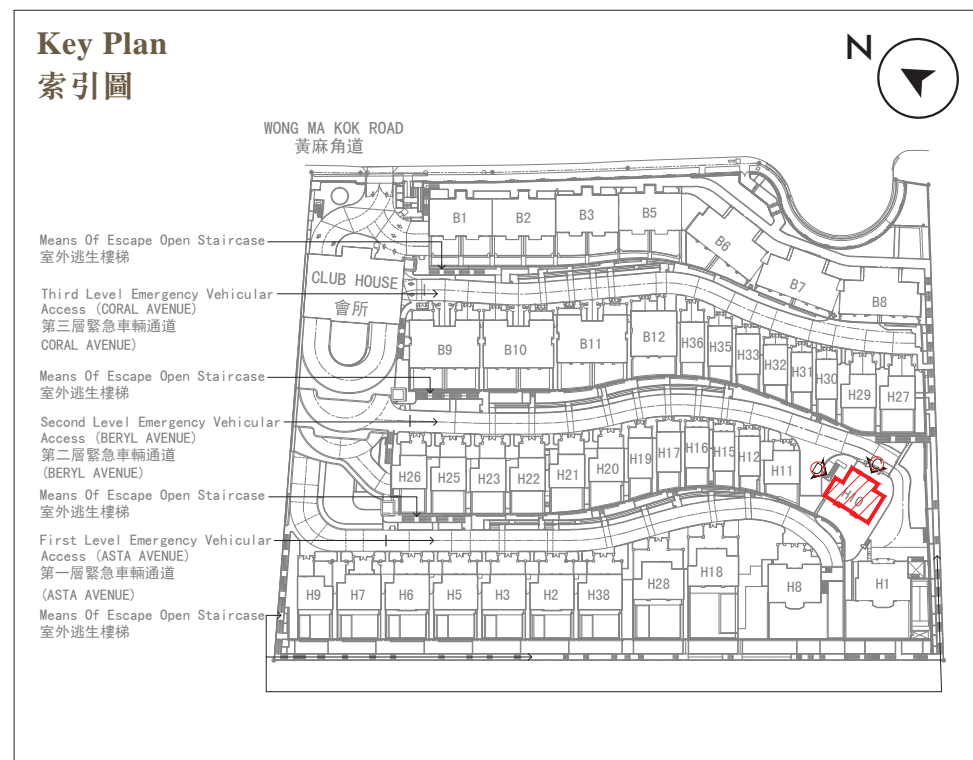 Key Plan
索引圖
N
WONG MA KOK ROAD
黃麻角道
B1
B2
B3
B5
B6
B7
B8
Means Of Escape Open Staircase
室外逃生樓梯
CLUB HOUSE
會所
Third Level Emergency Vehicular
Access (CORAL AVENUE)
第三層緊急車輛通道
CORAL AVENUE)
B9
B10
B11
B12
H36
H35
H33
H32
H31
H30
H29
H27
Means Of Escape Open Staircase
室外逃生樓梯
Second Level Emergency Vehicular
Access (BERYL AVENUE)
第二層緊急車輛通道
(BERYL AVENUE)
H26
H25
H23
H22
H21
H20
H19
H17
H16
H15
H12
H11
H10
Means Of Escape Open Staircase
室外逃生樓梯
First Level Emergency Vehicular
Access (ASTA AVENUE)
第一層緊急車輛通道
(ASTA AVENUE)
H9
H7
H6
H5
H3
H2
H38
H28
H18
H8
H1
Means Of Escape Open Staircase
室外逃生樓梯